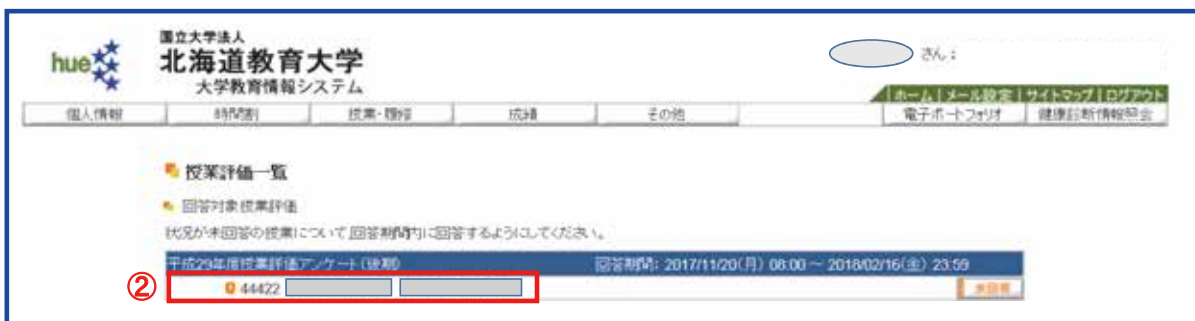 hue
国立大学法人
北海道教育大学
大学教育情報システム
さん：
ホーム | メール設定 | サイトマップ | ログアウト
個人情報 時間割 授業・履修 成績 その他 電子ポートフォリオ 健康診断情報照会
授業評価一覧
回答対象授業評価
状況が未回答の授業について、回答期間内に回答するようにしてください。
平成29年度授業評価アンケート(後期) 回答期間: 2017/11/20(月) 08:00 ～ 2018/02/16(金) 23:59
② 44422 未回答